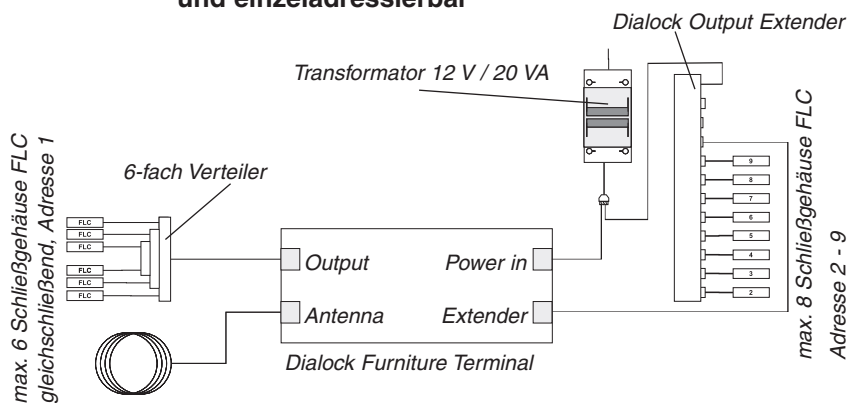 und einzeladressierbar
Dialock Output Extender
Transformator 12 V / 20 VA
max. 6 Schließgehäuse FLC
gleichschließend, Adresse 1
6-fach Verteiler
FLC
FLC
FLC
FLC
FLC
FLC
9
8
7
6
5
4
3
2
max. 8 Schließgehäuse FLC
Adresse 2 - 9
Output
Power in
Antenna
Extender
Dialock Furniture Terminal